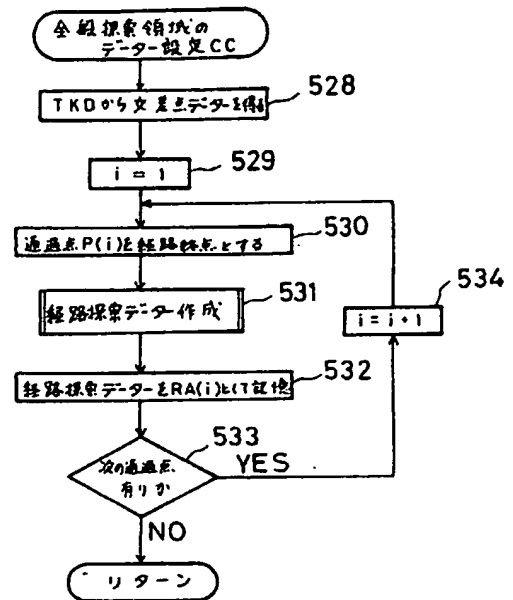 全般探索領域の
データー設定CC
TKDから交差点データーを得る
528
i = 1
529
通過点P(i)を経路終点とする
530
経路探索データー作成
531
i = i + 1
534
経路探索データーをRA(i)として記憶
532
次の通過点
有りか
533
YES
NO
リターン